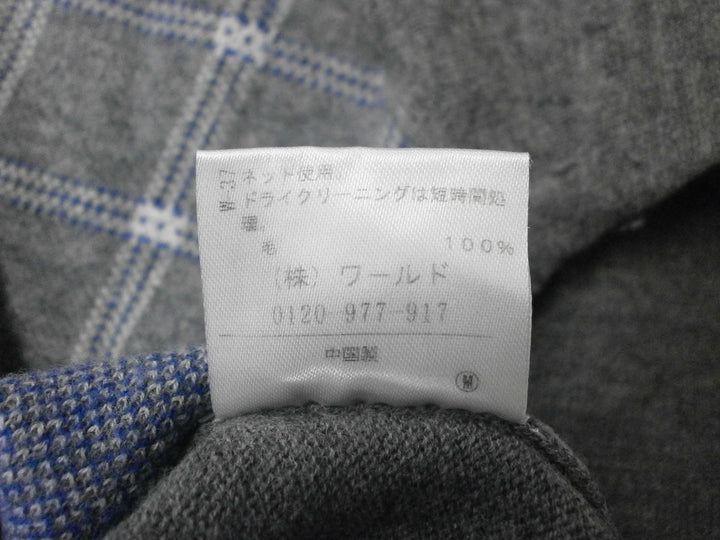 W-37
ネット使用。
ドライクリーニングは短時間処
理。
毛 100%
(株) ワールド
0120-977-917
中国製
M